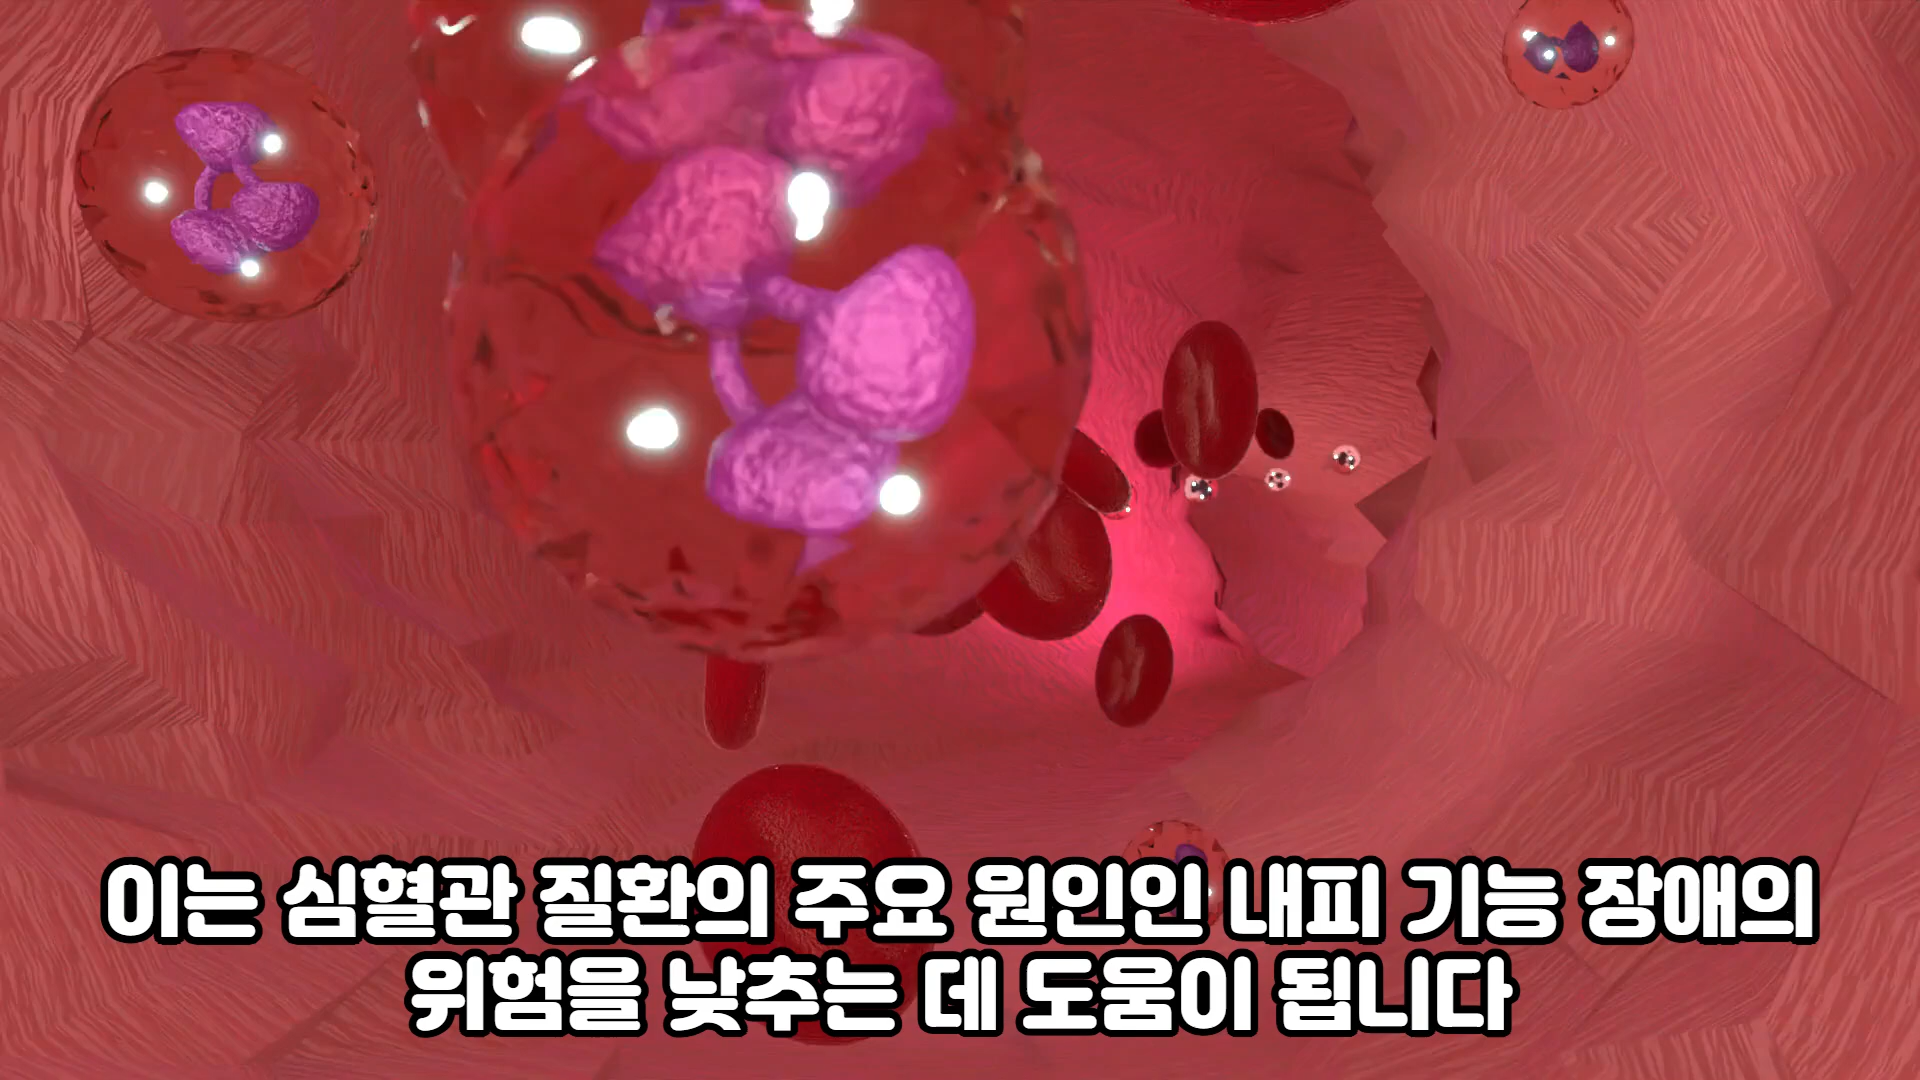 이는 심혈관 질환의 주요 원인인 내피 기능 장애의
위험을 낮추는 데 도움이 됩니다